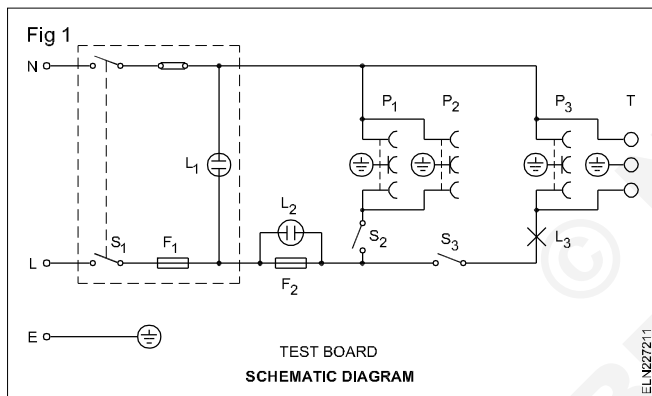 Fig 1
N
P1
P2
P3
T
L1
L2
S1
F1
F2
S2
S3
L3
L
E
TEST BOARD
SCHEMATIC DIAGRAM
ELN227211